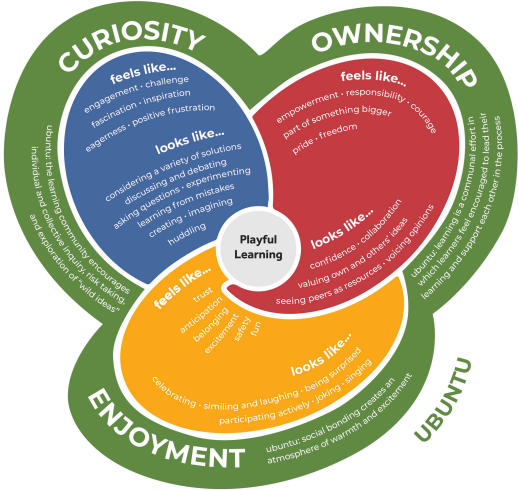 CURIOSITY
feels like...
engagement • challenge
fascination • inspiration
eagerness • positive frustration
looks like...
considering a variety of solutions
discussing and debating
asking questions • experimenting
learning from mistakes
creating • imagining
huddling
ubuntu: the learning community encourages
individual and colective inquiry, risk taking,
and exploration of "wild ideas"
OWNERSHIP
feels like...
empowerment • responsibility • courage
part of something bigger
pride • freedom
looks like...
confidence • collaboration
valuing own and others' ideas
seeing peers as resources • voicing opinions
ubuntu: learning is a communal effort in
which learners feel encouraged to lead their
learning and support each other in the process
Playful
Learning
feels like...
trust
anticipation
belonging
excitement
safety
fun
looks like...
celebrating • similing and laughing • being surprised
participating actively • joking • singing
ENJOYMENT
ubuntu: social bonding creates an
atmosphere of warmth and excitement
UBUNTU